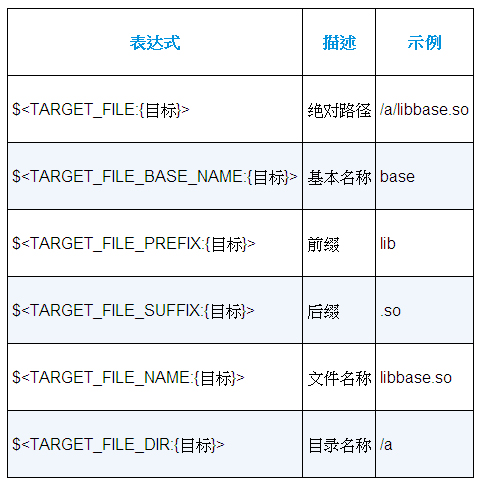 表达式 描述 示例
$<TARGET_FILE:{目标}> 绝对路径 /a/libbase.so
$<TARGET_FILE_BASE_NAME:{目标}> 基本名称 base
$<TARGET_FILE_PREFIX:{目标}> 前缀 lib
$<TARGET_FILE_SUFFIX:{目标}> 后缀 .so
$<TARGET_FILE_NAME:{目标}> 文件名称 libbase.so
$<TARGET_FILE_DIR:{目标}> 目录名称 /a